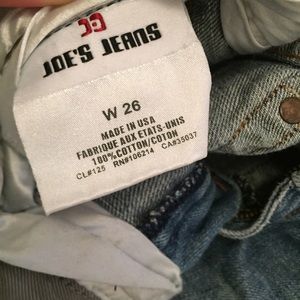 JOE'S JEANS
W 26
MADE IN USA
FABRIQUE AUX ETATS-UNIS
100%COTTON/COTON
CL#125 RN#106214 CA#35037